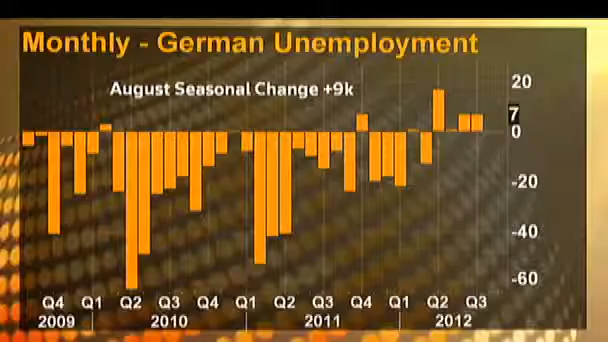 Monthly - German Unemployment
August Seasonal Change +9k
20
7
0
-20
-40
-60
Q4 Q1 Q2 Q3 Q4 Q1 Q2 Q3 Q4 Q1 Q2 Q3
2009 2010 2011 2012